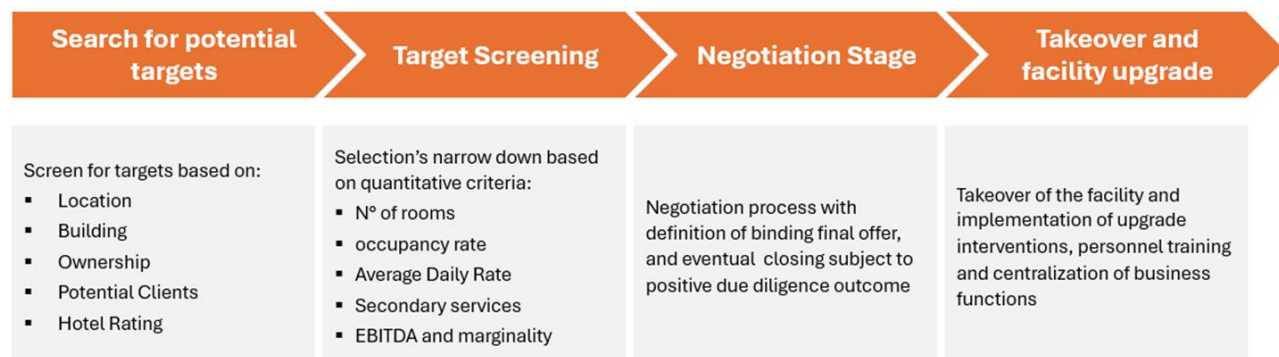 Search for potential
targets
Target Screening
Negotiation Stage
Takeover and
facility upgrade
Screen for targets based on:
▪ Location
▪ Building
▪ Ownership
▪ Potential Clients
▪ Hotel Rating
Selection's narrow down based
on quantitative criteria:
▪ N° of rooms
▪ occupancy rate
▪ Average Daily Rate
▪ Secondary services
▪ EBITDA and marginality
Negotiation process with
definition of binding final offer,
and eventual closing subject to
positive due diligence outcome
Takeover of the facility and
implementation of upgrade
interventions, personnel training
and centralization of business
functions